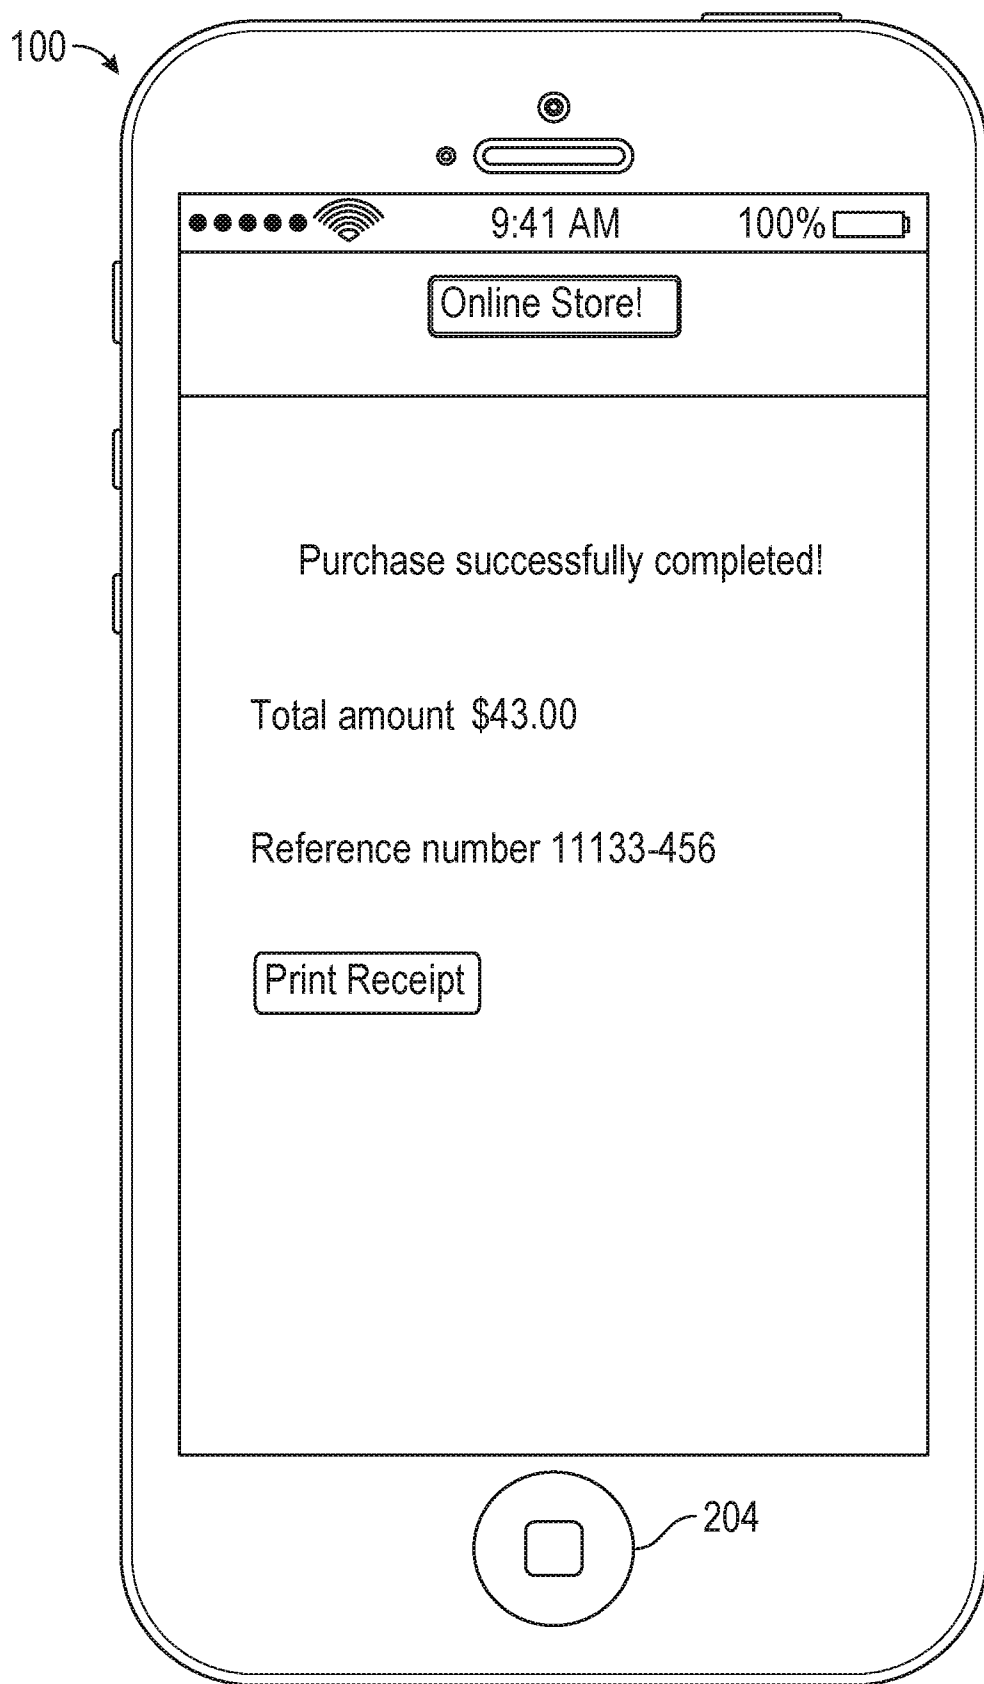 100
9:41 AM 100%
Online Store!
Purchase successfully completed!
Total amount $43.00
Reference number 11133-456
Print Receipt
204